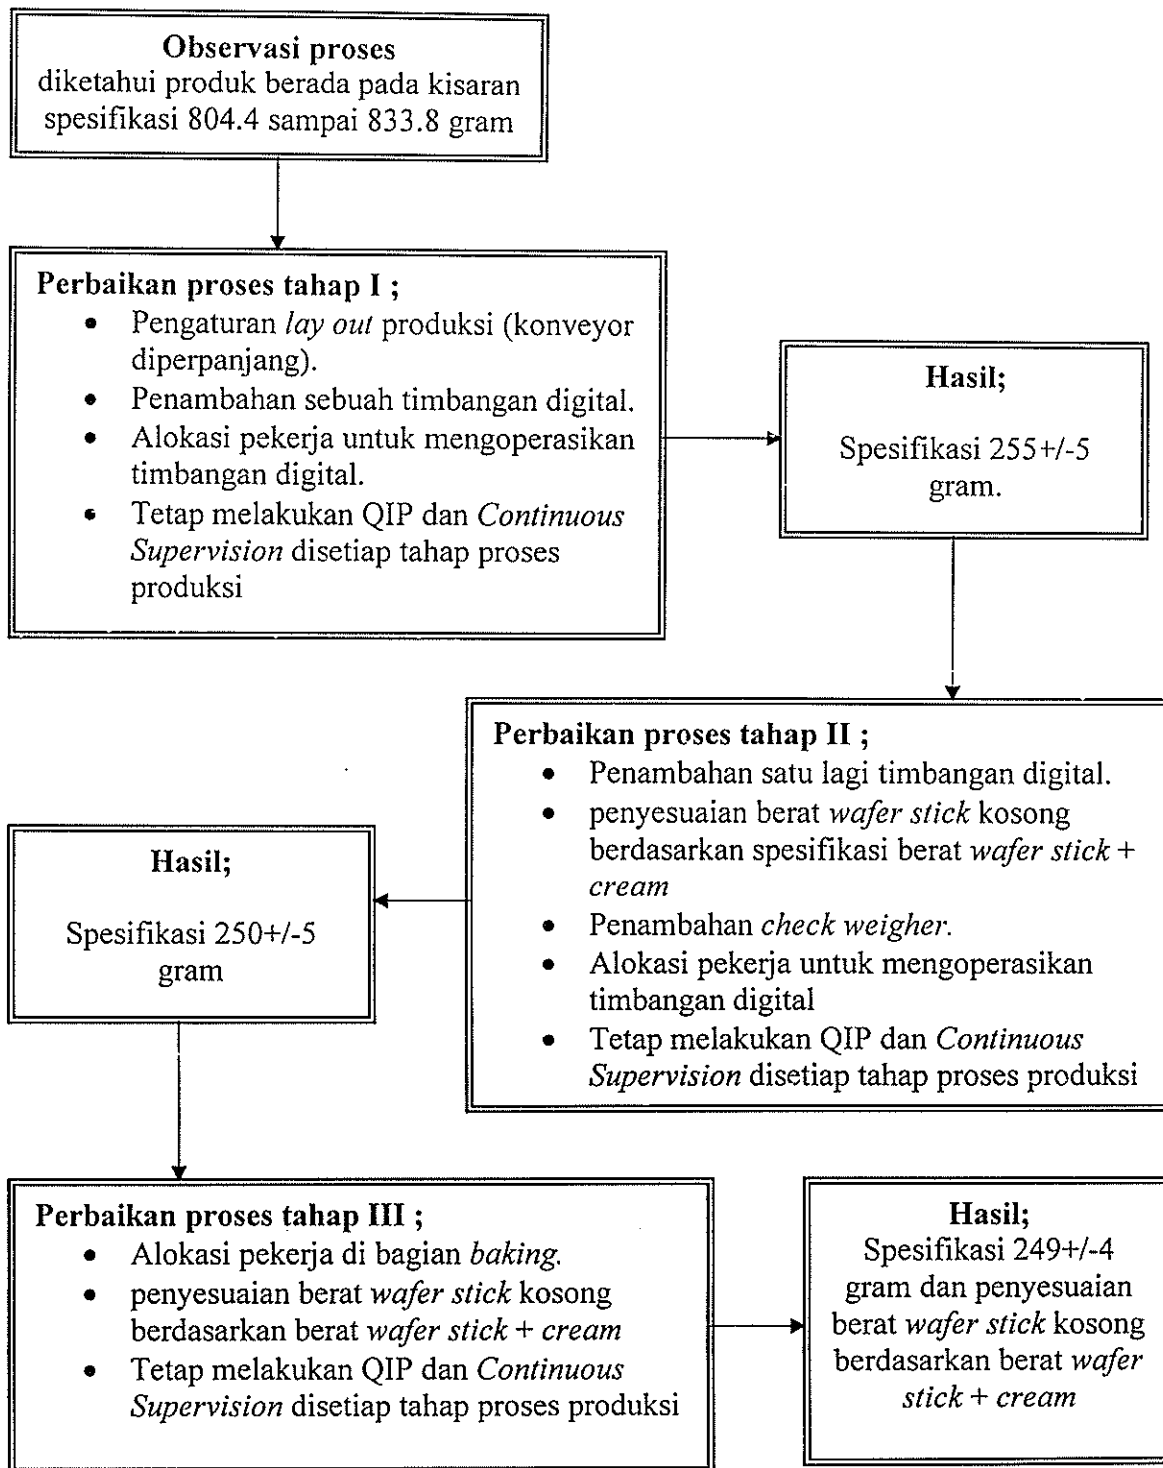 Observasi proses
diketahui produk berada pada kisaran
spesifikasi 804.4 sampai 833.8 gram
Perbaikan proses tahap I ;
• Pengaturan lay out produksi (konveyor
diperpanjang).
• Penambahan sebuah timbangan digital.
• Alokasi pekerja untuk mengoperasikan
timbangan digital.
• Tetap melakukan QIP dan Continuous
Supervision disetiap tahap proses
produksi
Hasil;
Spesifikasi 255+/-5
gram.
Perbaikan proses tahap II ;
• Penambahan satu lagi timbangan digital.
• penyesuaian berat wafer stick kosong
berdasarkan spesifikasi berat wafer stick +
cream
• Penambahan check weigher.
• Alokasi pekerja untuk mengoperasikan
timbangan digital
• Tetap melakukan QIP dan Continuous
Supervision disetiap tahap proses produksi
Hasil;
Spesifikasi 250+/-5
gram
Perbaikan proses tahap III ;
• Alokasi pekerja di bagian baking.
• penyesuaian berat wafer stick kosong
berdasarkan berat wafer stick + cream
• Tetap melakukan QIP dan Continuous
Supervision disetiap tahap proses produksi
Hasil;
Spesifikasi 249+/-4
gram dan penyesuaian
berat wafer stick kosong
berdasarkan berat wafer
stick + cream